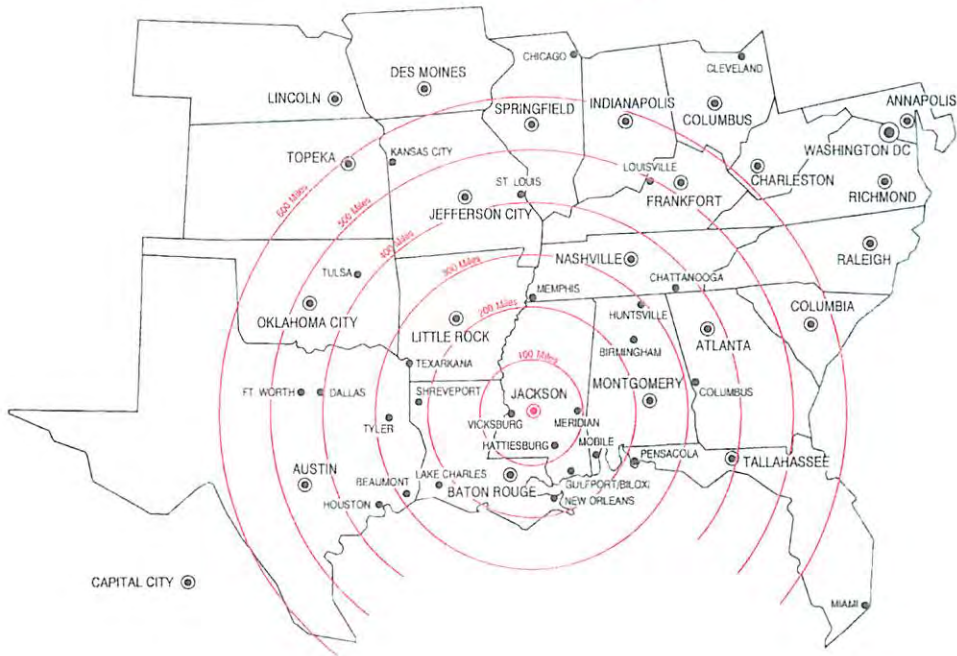 CHICAGO
CLEVELAND
DES MOINES
LINCOLN
SPRINGFIELD
INDIANAPOLIS
COLUMBUS
ANNAPOLIS
WASHINGTON DC
TOPEKA
KANSAS CITY
ST. LOUIS
LOUISVILLE
CHARLESTON
JEFFERSON CITY
FRANKFORT
RICHMOND
600 Miles
500 Miles
400 Miles
300 Miles
200 Miles
100 Miles
NASHVILLE
RALEIGH
TULSA
CHATTANOOGA
MEMPHIS
OKLAHOMA CITY
HUNTSVILLE
COLUMBIA
LITTLE ROCK
ATLANTA
BIRMINGHAM
TEXARKANA
FT. WORTH
DALLAS
SHREVEPORT
JACKSON
MONTGOMERY
COLUMBUS
TYLER
VICKSBURG
MERIDIAN
HATTIESBURG
MOBILE
PENSACOLA
TALLAHASSEE
AUSTIN
BEAUMONT
LAKE CHARLES
BATON ROUGE
GULFPORT/BILOXI
HOUSTON
NEW ORLEANS
CAPITAL CITY
MIAMI